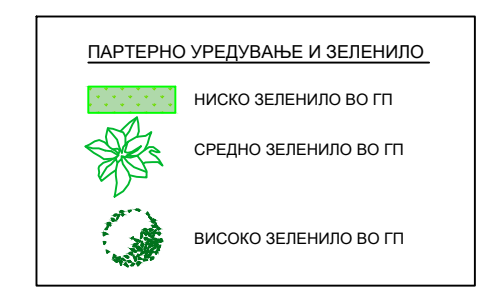 ПАРТЕРНО УРЕДУВАЊЕ И ЗЕЛЕНИЛО
НИСКО ЗЕЛЕНИЛО ВО ГП
СРЕДНО ЗЕЛЕНИЛО ВО ГП
ВИСОКО ЗЕЛЕНИЛО ВО ГП